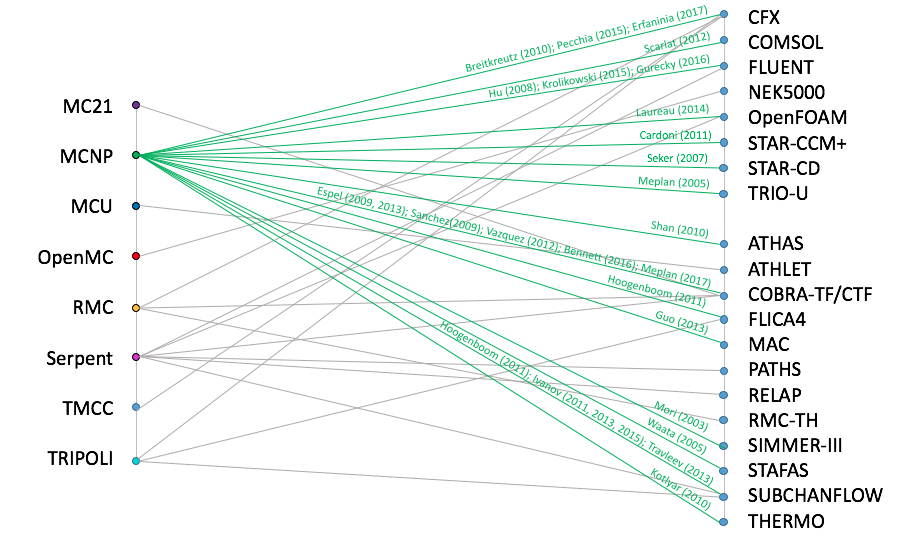 MC21
MCNP
MCU
OpenMC
RMC
Serpent
TMCC
TRIPOLI
Breitkreutz (2010); Pecchia (2015); Erfaninia (2017)
Scarlat (2012)
Hu (2008); Krolikowski (2015); Gurecky (2016)
Laureau (2014)
Cardoni (2011)
Seker (2007)
Meplan (2005)
Shan (2010)
Espel (2009, 2013); Sanchez(2009); Vazquez (2012); Bennett (2016); Meplan (2017)
Hoogenboom (2011)
Guo (2013)
Mori (2003)
Waata (2005)
Hoogenboom (2011); Ivanov (2011, 2013, 2015); Travleev (2013)
Kotlyar (2010)
CFX
COMSOL
FLUENT
NEK5000
OpenFOAM
STAR-CCM+
STAR-CD
TRIO-U
ATHAS
ATHLET
COBRA-TF/CTF
FLICA4
MAC
PATHS
RELAP
RMC-TH
SIMMER-III
STAFAS
SUBCHANFLOW
THERMO